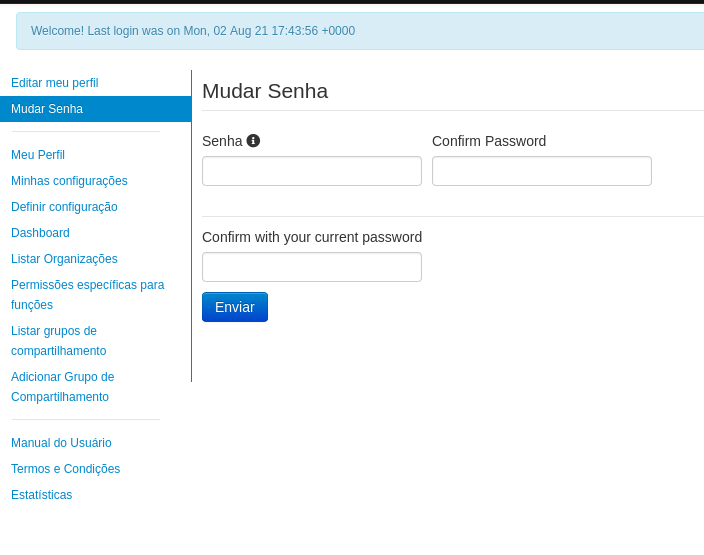 Welcome! Last login was on Mon, 02 Aug 21 17:43:56 +0000
Editar meu perfil
Mudar Senha
Meu Perfil
Minhas configurações
Definir configuração
Dashboard
Listar Organizações
Permissões específicas para
funções
Listar grupos de
compartilhamento
Adicionar Grupo de
Compartilhamento
Manual do Usuário
Termos e Condições
Estatísticas
Mudar Senha
Senha
Confirm Password
Confirm with your current password
Enviar